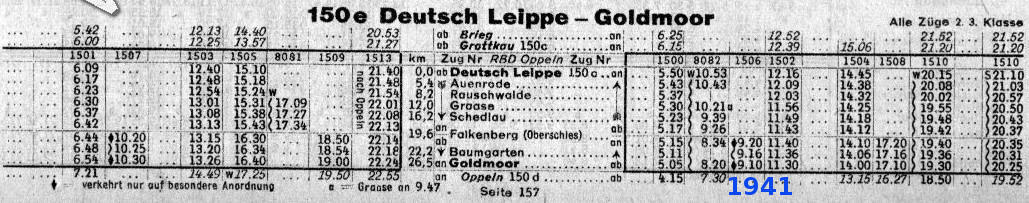 150e Deutsch Leippe – Goldmoor
Alle Züge 2. 3. Klasse
5.42 12.13 14.40 20.53 ab Brieg an 6.25 12.52 21.52 21.52
6.00 12.25 13.57 21.27 ab Grottkau 150c an 6.15 12.39 15.06 21.20 21.20
1501 1507 1503 1505 8081 1509 1513 km Zug Nr RBD Oppeln Zug Nr 1500 8082 1506 1502 1504 1508 1510 1510
6.09 12.40 15.10 21.40 0,0 ab Deutsch Leippe 150c an 5.50 W10.53 12.16 14.45 W20.15 S21.10
6.17 12.48 15.18 21.48 5,4 Auenrode 5.43 10.43 12.09 14.38 20.08 21.03
6.23 12.54 15.24 W 21.54 8,2 Rauschwalde 5.37 12.03 14.32 20.02 20.57
6.30 13.01 15.31 17.09 nach Oppeln 22.01 12,0 Graase 5.30 10.21 11.56 14.25 19.55 20.50
6.37 13.08 15.38 17.27 22.08 16,2 Schedlau 5.23 9.39 11.49 14.18 19.48 20.43
6.42 13.13 15.43 17.34 22.13 19,6 an Falkenberg (Oberschles) ab 5.17 9.26 11.43 14.12 19.42 20.37
6.44 10.20 13.15 16.30 18.50 22.14 ab an 5.15 8.34 9.20 11.40 14.10 17.20 19.40 20.35
6.48 10.25 13.20 16.34 18.54 22.18 22,2 Baumgarten 5.11 9.16 11.36 14.06 17.16 19.36 20.31
6.54 10.30 13.26 16.40 19.00 22.24 26,5 an Goldmoor ab 5.05 8.20 9.10 11.30 14.00 17.10 19.30 20.25
7.21 14.49 W17.25 19.50 22.55 an Oppeln 150d ab 4.15 7.30 13.15 16.27 18.50 19.52
= verkehrt nur auf besondere Anordnung a = Graase an 9.47 Seite 157
1941